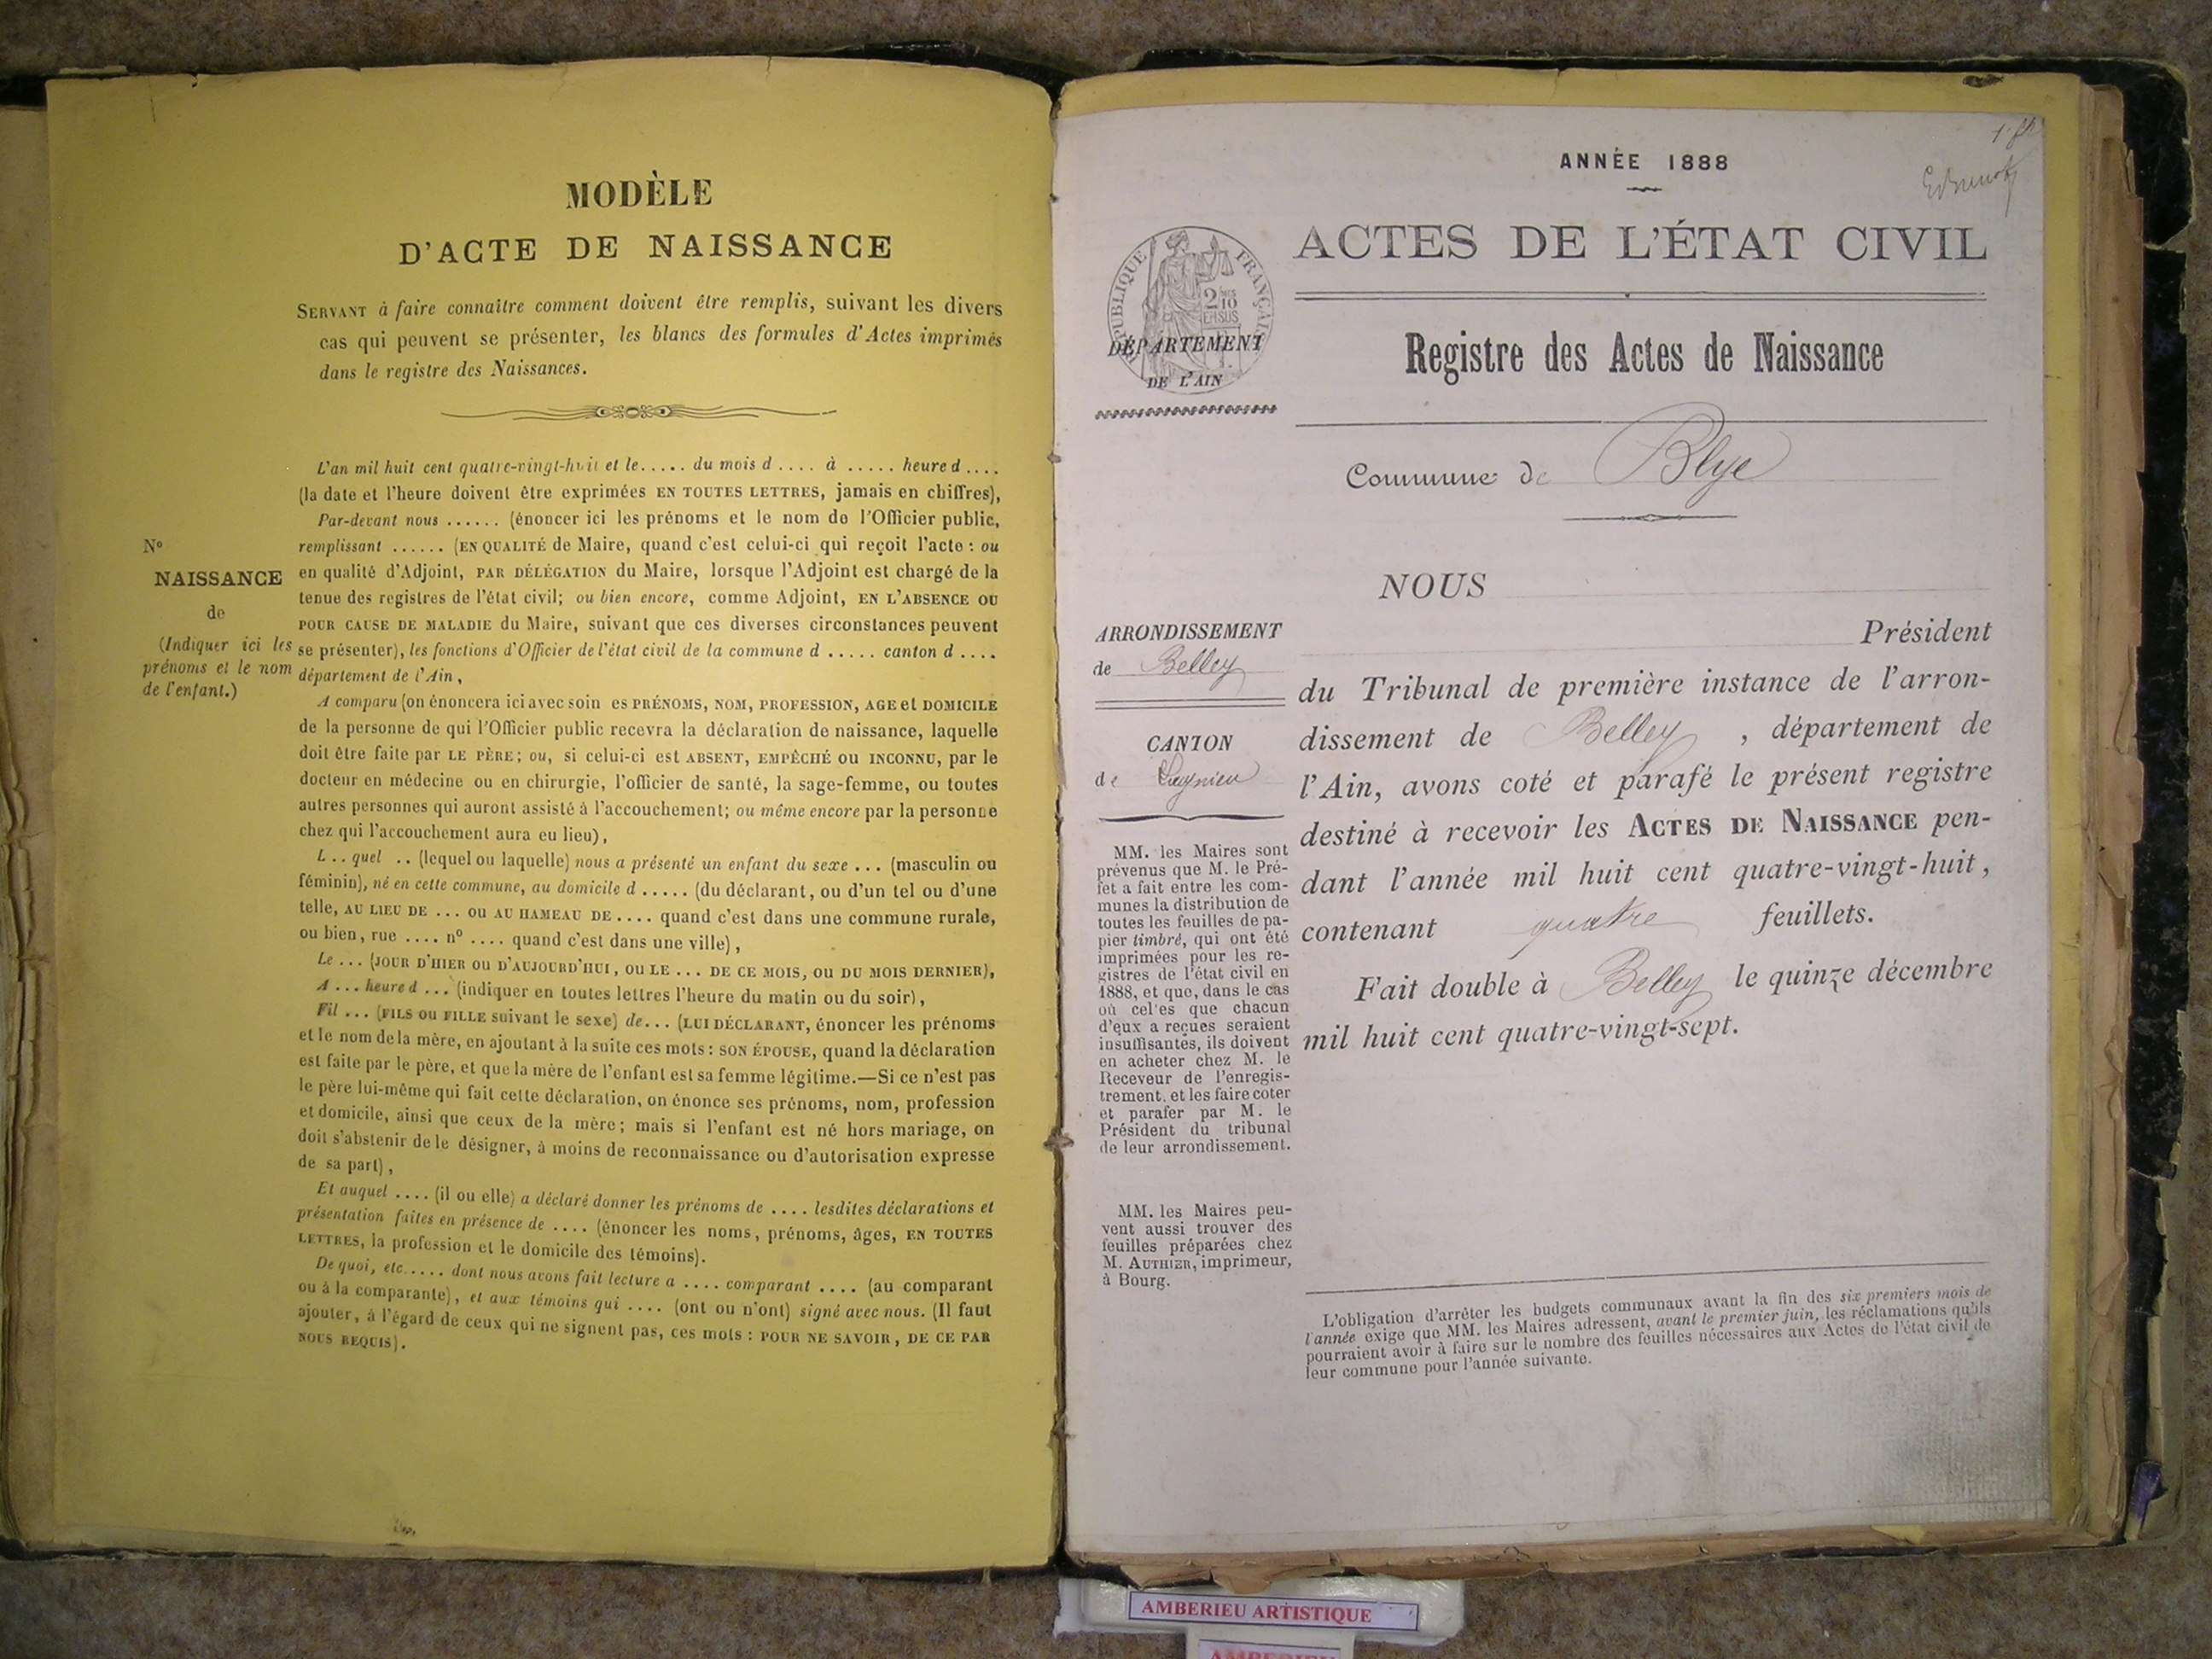 MODÈLE
D'ACTE DE NAISSANCE
SERVANT à faire connaître comment doivent être remplis, suivant les divers
cas qui peuvent se présenter, les blancs des formules d'Actes imprimés
dans le registre des Naissances.
L'an mil huit cent quatre-vingt-huit et le..... du mois d .... à ..... heure d ....
(la date et l'heure doivent être exprimées EN TOUTES LETTRES, jamais en chiffres),
Par-devant nous ...... (énoncer ici les prénoms et le nom de l'Officier public,
remplissant ...... (EN QUALITÉ de Maire, quand c'est celui-ci qui reçoit l'acte : ou
en qualité d'Adjoint, PAR DÉLÉGATION du Maire, lorsque l'Adjoint est chargé de la
tenue des registres de l'état civil; ou bien encore, comme Adjoint, EN L'ABSENCE OU
POUR CAUSE DE MALADIE du Maire, suivant que ces diverses circonstances peuvent
se présenter), les fonctions d'Officier de l'état civil de la commune d ..... canton d ....
département de l'Ain,
No
NAISSANCE
de
(Indiquer ici les
prénoms et le nom
de l'enfant.)
A comparu (on énoncera ici avec soin es PRÉNOMS, NOM, PROFESSION, AGE et DOMICILE
de la personne de qui l'Officier public recevra la déclaration de naissance, laquelle
doit être faite par LE PÈRE; ou, si celui-ci est ABSENT, EMPÊCHÉ OU INCONNU, par le
docteur en médecine ou en chirurgie, l'officier de santé, la sage-femme, ou toutes
autres personnes qui auront assisté à l'accouchement; ou même encore par la personne
chez qui l'accouchement aura eu lieu),
L .. quel .. (lequel ou laquelle) nous a présenté un enfant du sexe ... (masculin ou
féminin), né en cette commune, au domicile d ..... (du déclarant, ou d'un tel ou d'une
telle, AU LIEU DE ... OU AU HAMEAU DE .... quand c'est dans une commune rurale,
ou bien, rue .... no .... quand c'est dans une ville),
Le ... (JOUR D'HIER OU D'AUJOURD'HUI, OU LE ... DE CE MOIS, OU DU MOIS DERNIER),
A ... heure d ... (indiquer en toutes lettres l'heure du matin ou du soir),
Fil ... (FILS OU FILLE suivant le sexe) de... (LUI DÉCLARANT, énoncer les prénoms
et le nom de la mère, en ajoutant à la suite ces mots : SON ÉPOUSE, quand la déclaration
est faite par le père, et que la mère de l'enfant est sa femme légitime.—Si ce n'est pas
le père lui-même qui fait cette déclaration, on énonce ses prénoms, nom, profession
et domicile, ainsi que ceux de la mère; mais si l'enfant est né hors mariage, on
doit s'abstenir de le désigner, à moins de reconnaissance ou d'autorisation expresse
de sa part),
Et auquel .... (il ou elle) a déclaré donner les prénoms de .... lesdites déclarations et
présentation faites en présence de .... (énoncer les noms, prénoms, âges, EN TOUTES
LETTRES, la profession et le domicile des témoins).
De quoi, etc..... dont nous avons fait lecture a .... comparant .... (au comparant
ou à la comparante), et aux témoins qui .... (ont ou n'ont) signé avec nous. (Il faut
ajouter, à l'égard de ceux qui ne signent pas, ces mots : POUR NE SAVOIR, DE CE PAR
NOUS REQUIS).
ANNÉE 1888
ACTES DE L'ÉTAT CIVIL
RÉPUBLIQUE FRANÇAISE
2 10
EN SUS
DÉPARTEMENT
DE L'AIN
Registre des Actes de Naissance
Commune de Blye
NOUS
Président
ARRONDISSEMENT
de Belley
CANTON
de Lagnieu
du Tribunal de première instance de l'arron-
dissement de Belley, département de
l'Ain, avons coté et parafé le présent registre
destiné à recevoir les ACTES DE NAISSANCE pen-
dant l'année mil huit cent quatre-vingt-huit,
contenant quatre feuillets.
Fait double à Belley le quinze décembre
mil huit cent quatre-vingt-sept.
MM. les Maires sont
prévenus que M. le Pré-
fet a fait entre les com-
munes la distribution de
toutes les feuilles de pa-
pier timbré, qui ont été
imprimées pour les re-
gistres de l'état civil en
1888, et que, dans le cas
où cel'es que chacun
d'eux a reçues seraient
insuffisantes, ils doivent
en acheter chez M. le
Receveur de l'enregis-
trement, et les faire coter
et parafer par M. le
Président du tribunal
de leur arrondissement.
MM. les Maires peu-
vent aussi trouver des
feuilles préparées chez
M. AUTHIER, imprimeur,
à Bourg.
L'obligation d'arrêter les budgets communaux avant la fin des six premiers mois de
l'année exige que MM. les Maires adressent, avant le premier juin, les réclamations qu'ils
pourraient avoir à faire sur le nombre des feuilles nécessaires aux Actes de l'état civil de
leur commune pour l'année suivante.
AMBERIEU ARTISTIQUE
AMBERIEU